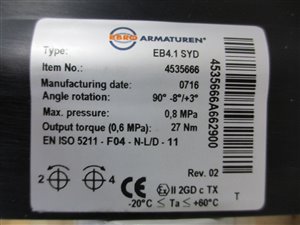 EBRO ARMATUREN®
Type: EB4.1 SYD
Item No.: 4535666
Manufacturing date: 0716
Angle rotation: 90° -8°/+3°
Max. pressure: 0,8 MPa
Output torque (0,6 MPa): 27 Nm
EN ISO 5211 - F04 - N-L/D - 11
Rev. 02
2 4
CE Ex II 2GD c TX
-20°C ≤ Ta ≤ +60°C
T
4535666A662900